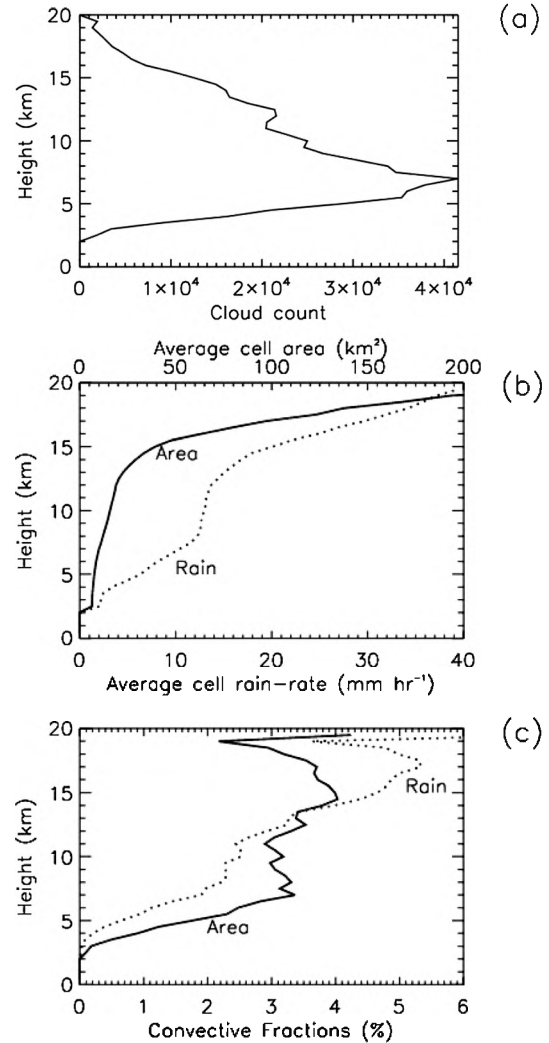 (a)
20
15
10
5
0
Height (km)
0 1×10⁴ 2×10⁴ 3×10⁴ 4×10⁴
Cloud count
Average cell area (km²)
0 50 100 150 200
(b)
20
15
10
5
0
Height (km)
Area
Rain
0 10 20 30 40
Average cell rain-rate (mm hr⁻¹)
(c)
20
15
10
5
0
Height (km)
Rain
Area
0 1 2 3 4 5 6
Convective Fractions (%)